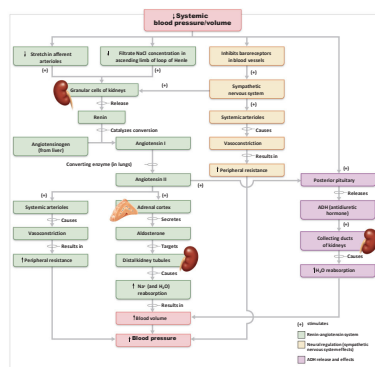 ↓Systemic
blood pressure/volume
↓ Stretch in afferent
arterioles
↓ Filtrate NaCl concentration in
ascending limb of loop of Henle
Inhibits baroreceptors
in blood vessels
(+)
(+)
(+)
Granular cells of kidneys
(+)
Sympathetic
nervous system
Release
(+)
Renin
Systemic arterioles
Catalyzes conversion
Causes
Angiotensinogen
(from liver)
Angiotensin I
Vasoconstriction
Converting enzyme (in lungs)
Results in
↑ Peripheral resistance
(+)
Angiotensin II
(+)
Posterior pituitary
(+)
(+)
Releases
Systemic arterioles
Adrenal cortex
ADH (antidiuretic
hormone)
Causes
Secretes
(+)
Vasoconstriction
Aldosterone
Collecting ducts
of kidneys
Results in
Targets
Causes
↑ Peripheral resistance
Distal kidney tubules
↑H₂O reabsorption
Causes
↑ Na⁺ (and H₂O)
reabsorption
Results in
↑Blood volume
↑ Blood pressure
(+) stimulates
Renin-angiotensin system
Neural regulation (sympathetic
nervous system effects)
ADH release and effects